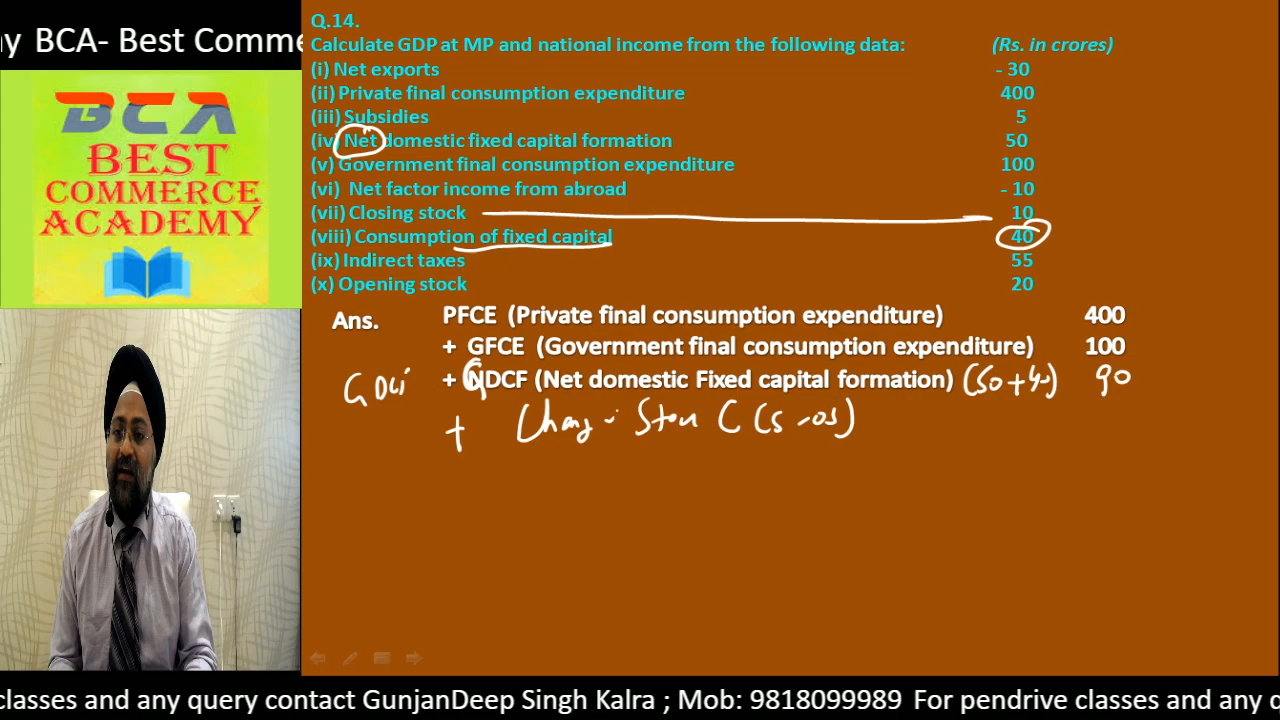 ay BCA- Best Comme
BCA
BEST
COMMERCE
ACADEMY
Q.14.
Calculate GDP at MP and national income from the following data: (Rs. in crores)
(i) Net exports - 30
(ii) Private final consumption expenditure 400
(iii) Subsidies 5
(iv) Net domestic fixed capital formation 50
(v) Government final consumption expenditure 100
(vi) Net factor income from abroad - 10
(vii) Closing stock 10
(viii) Consumption of fixed capital 40
(ix) Indirect taxes 55
(x) Opening stock 20
Ans. PFCE (Private final consumption expenditure) 400
+ GFCE (Government final consumption expenditure) 100
+ GDCF (Net domestic Fixed capital formation) (50+40) 90
+ (CS - OS)
classes and any query contact GunjanDeep Singh Kalra ; Mob: 9818099989 For pendrive classes and any q